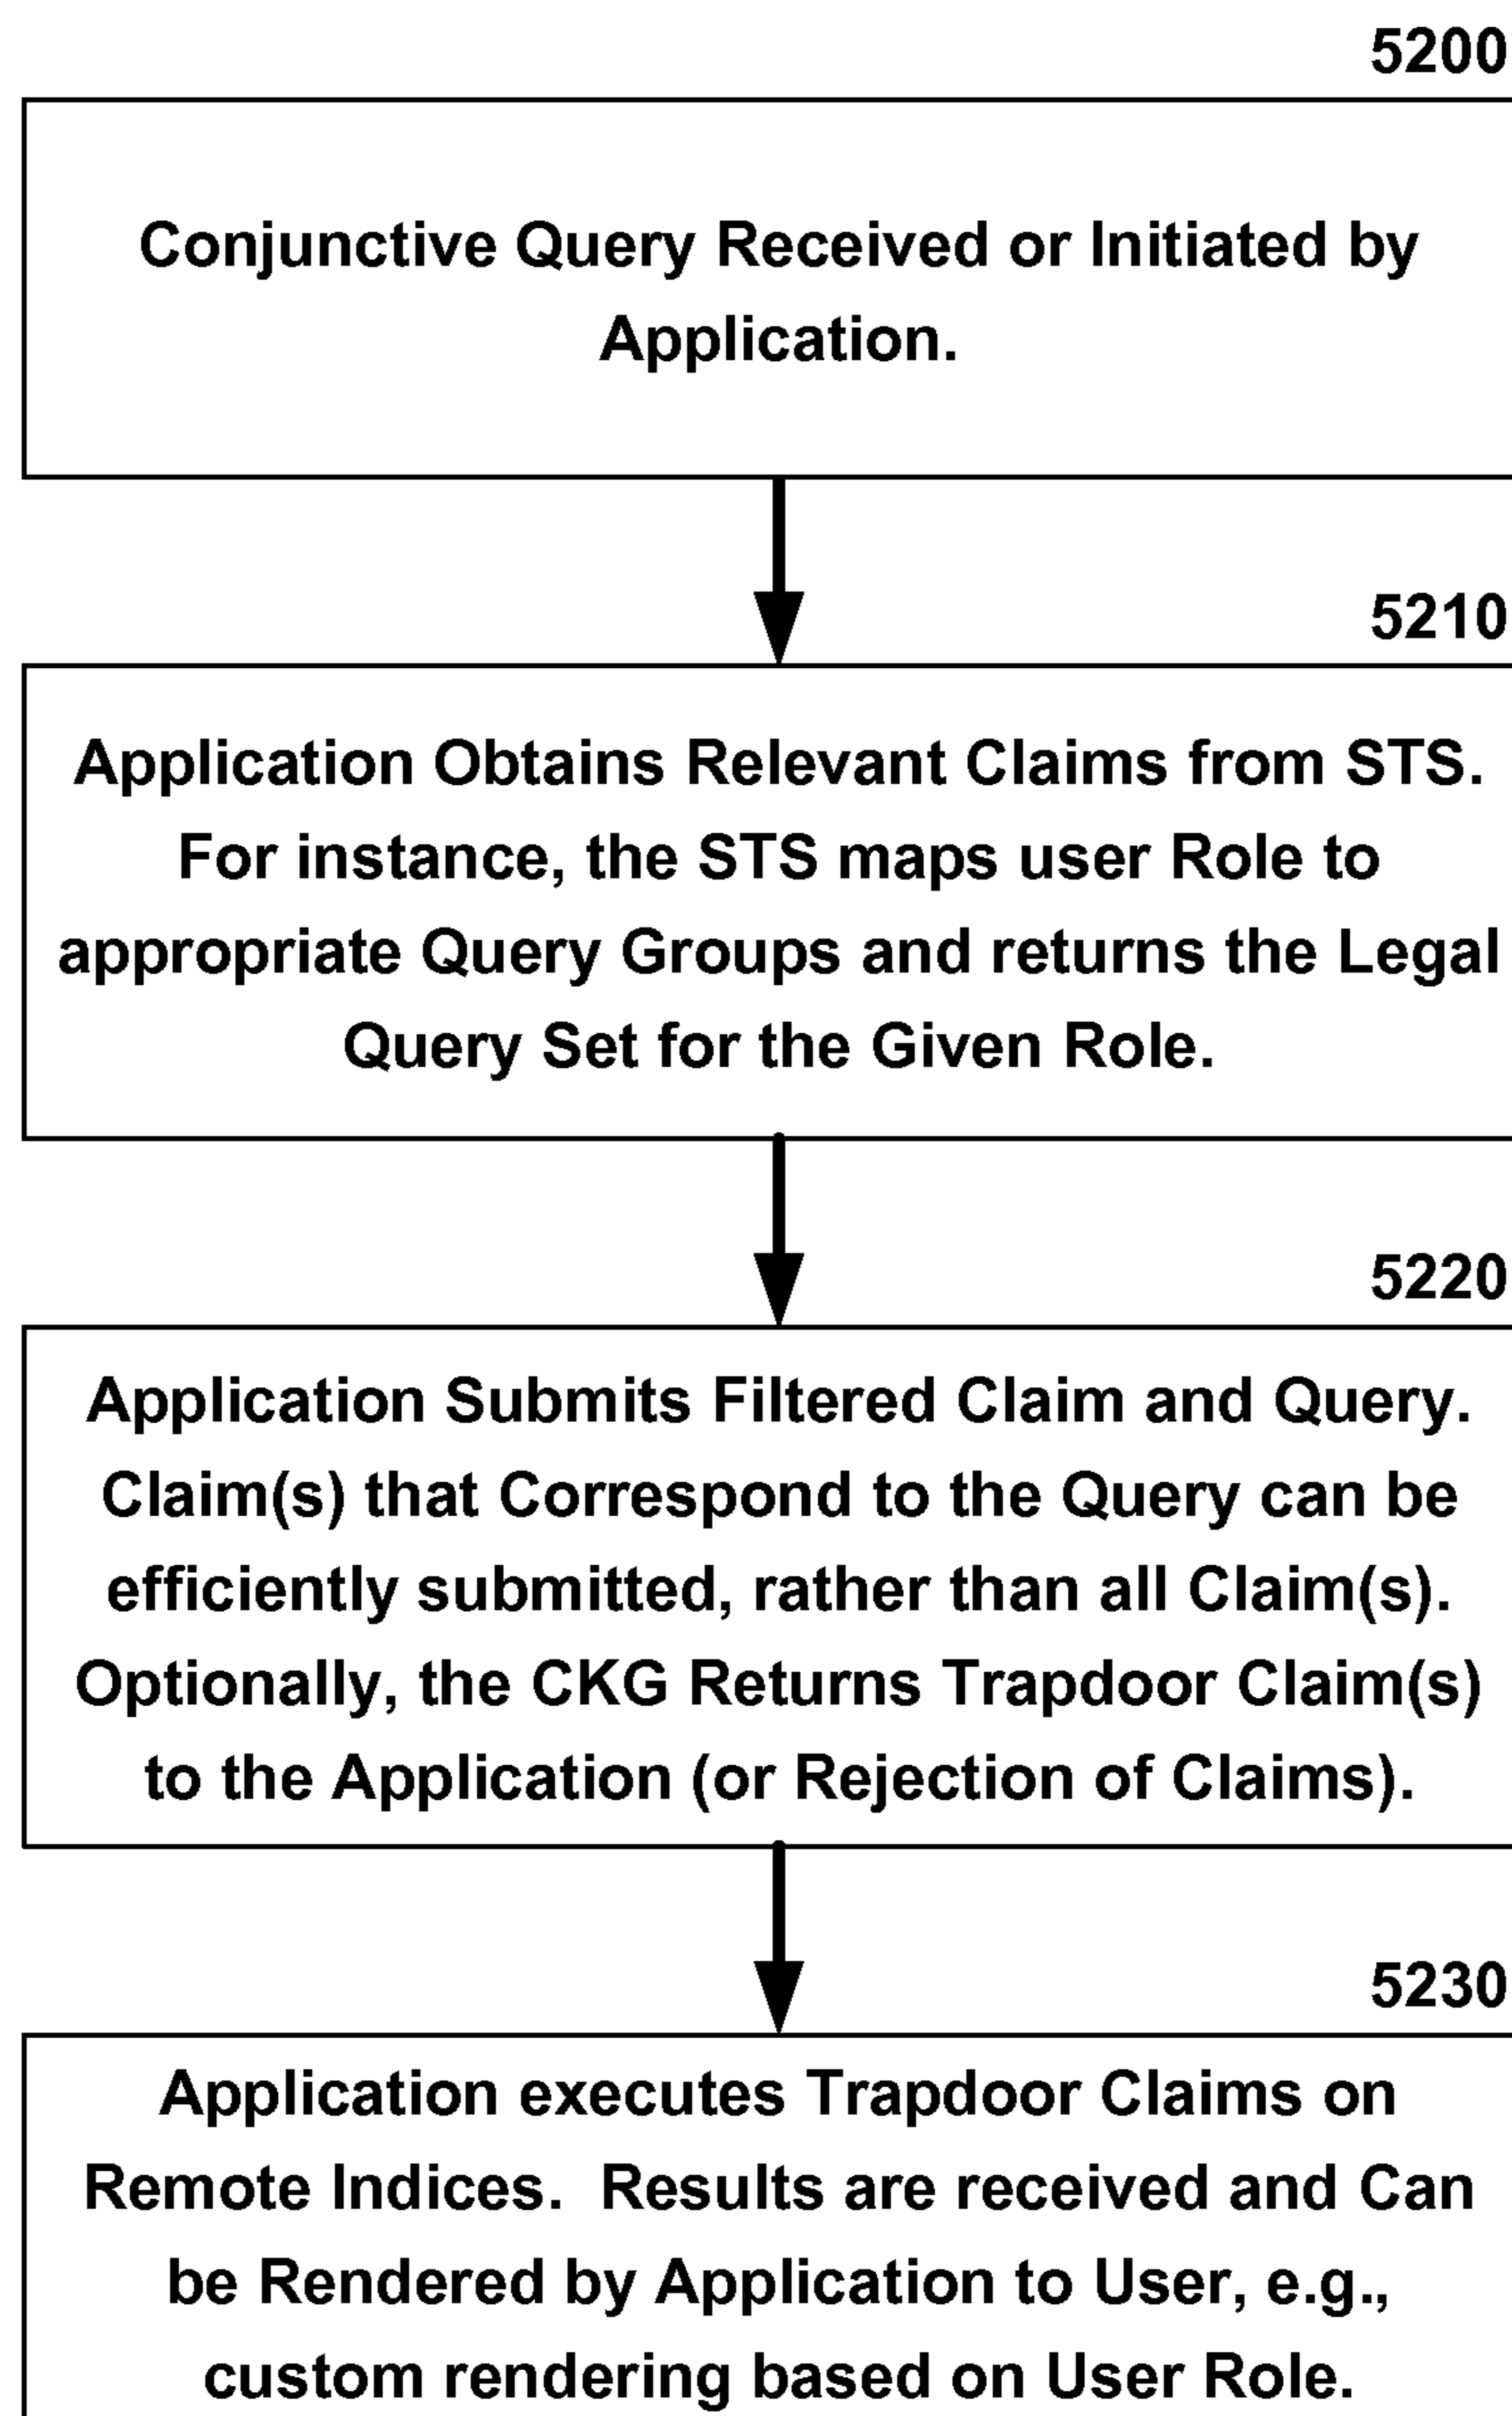 5200
Conjunctive Query Received or Initiated by
Application.
5210
Application Obtains Relevant Claims from STS.
For instance, the STS maps user Role to
appropriate Query Groups and returns the Legal
Query Set for the Given Role.
5220
Application Submits Filtered Claim and Query.
Claim(s) that Correspond to the Query can be
efficiently submitted, rather than all Claim(s).
Optionally, the CKG Returns Trapdoor Claim(s)
to the Application (or Rejection of Claims).
5230
Application executes Trapdoor Claims on
Remote Indices.  Results are received and Can
be Rendered by Application to User, e.g.,
custom rendering based on User Role.